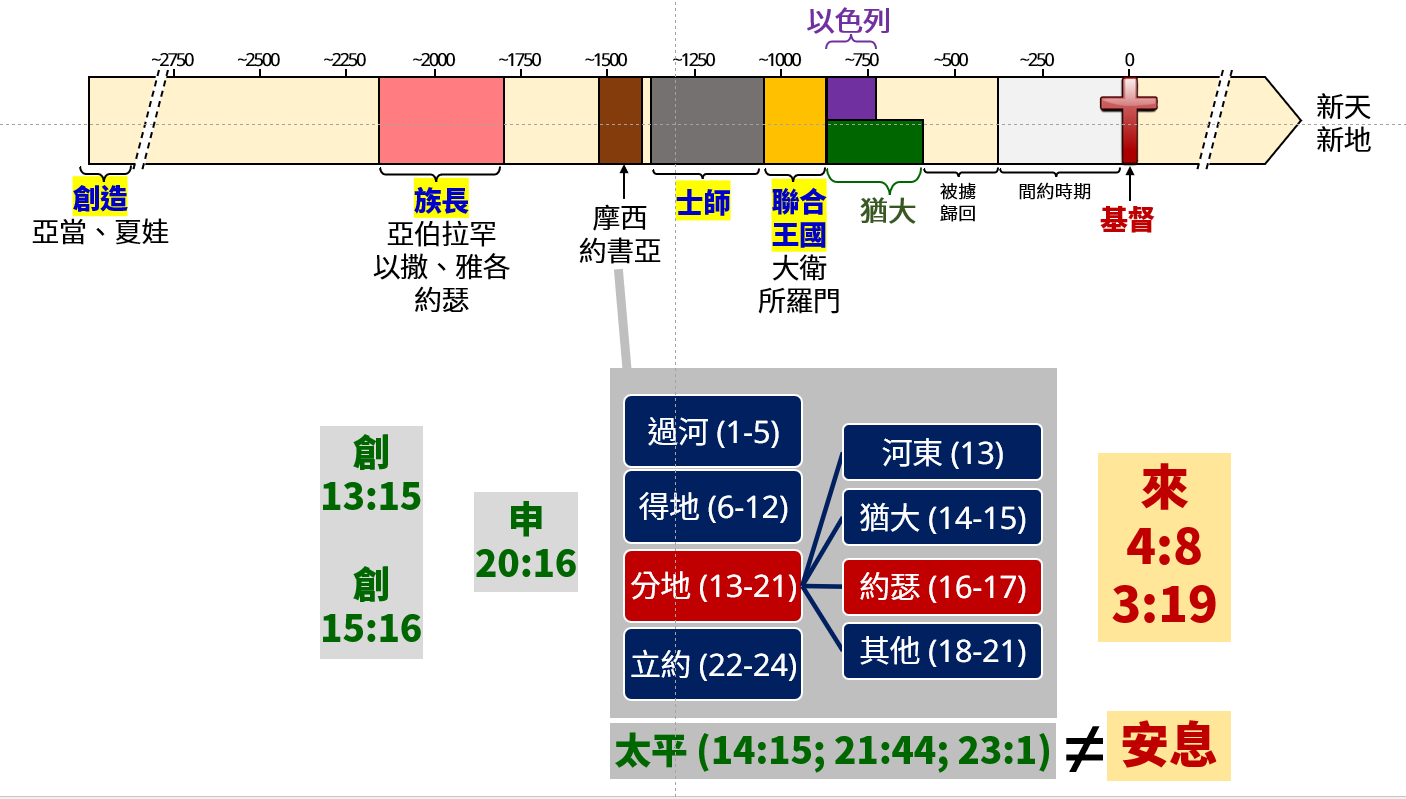 以色列
~2750
~2500
~2250
~2000
~1750
~1500
~1250
~1000
~750
~500
~250
0
新天
新地
創造
亞當、夏娃
族長
亞伯拉罕
以撒、雅各
約瑟
摩西
約書亞
士師
聯合
王國
大衛
所羅門
猶大
被擄
歸回
間約時期
基督
創
13:15
創
15:16
申
20:16
過河 (1-5)
得地 (6-12)
分地 (13-21)
立約 (22-24)
河東 (13)
猶大 (14-15)
約瑟 (16-17)
其他 (18-21)
來
4:8
3:19
太平 (14:15; 21:44; 23:1)
≠
安息